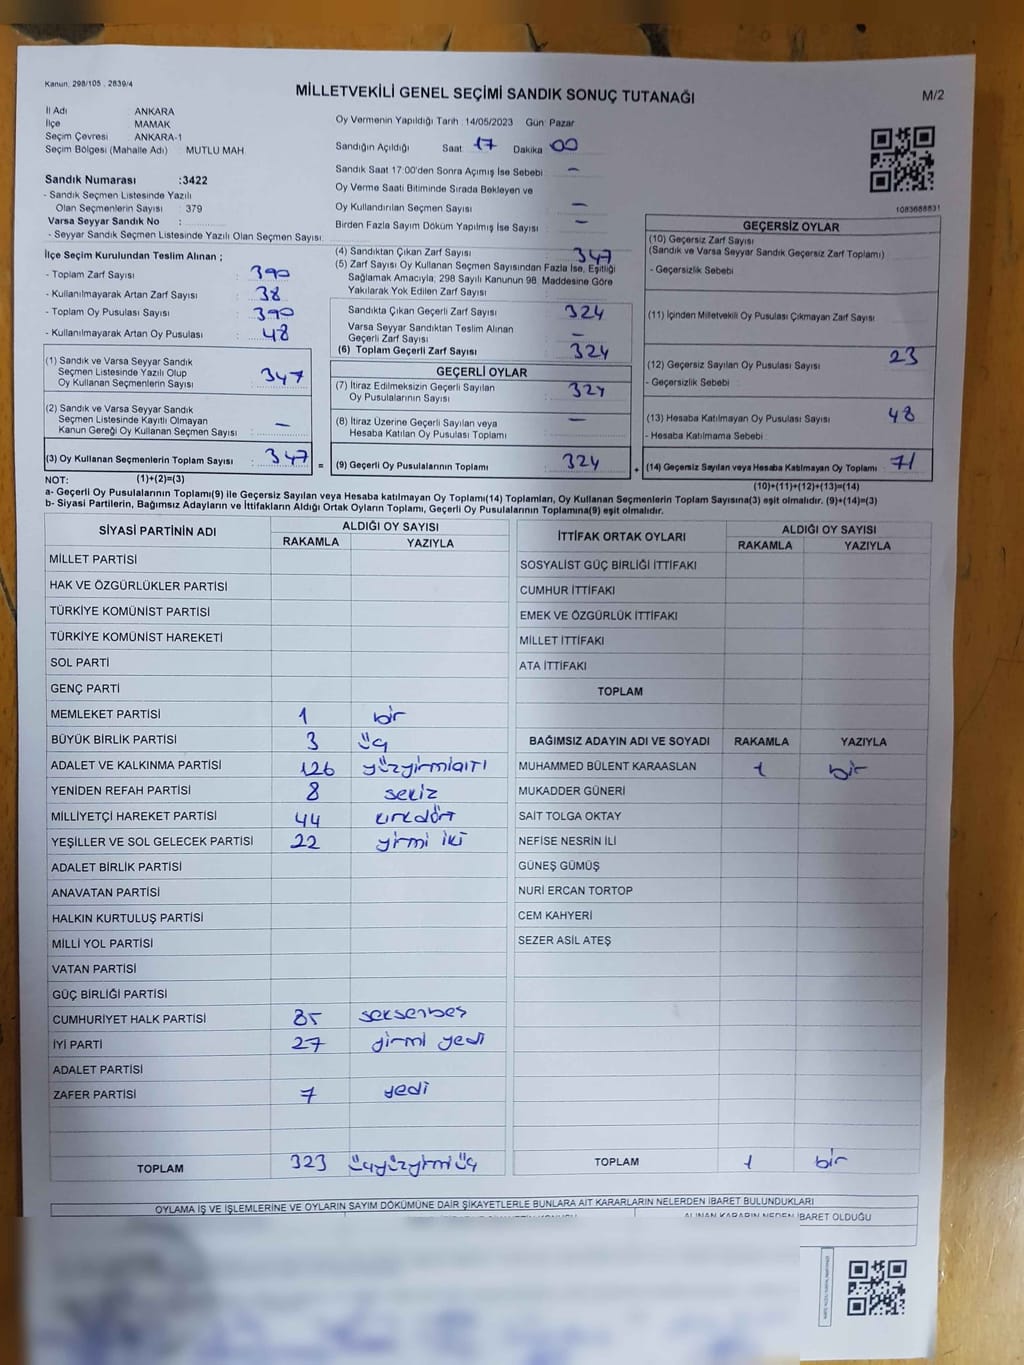 Kanun: 298/105 , 2839/4
MİLLETVEKİLİ GENEL SEÇİMİ SANDIK SONUÇ TUTANAĞI
M/2
İl Adı : ANKARA
İlçe : MAMAK
Seçim Çevresi : ANKARA-1
Seçim Bölgesi (Mahalle Adı) : MUTLU MAH.
Oy Vermenin Yapıldığı Tarih : 14/05/2023 Gün: Pazar
Sandığın Açıldığı Saat 17 Dakika 00
Sandık Saat 17:00'den Sonra Açımış İse Sebebi : –
Oy Verme Saati Bitiminde Sırada Bekleyen ve
Oy Kullandırılan Seçmen Sayısı : –
Birden Fazla Sayım Döküm Yapılmış İse Sayısı : –
1083688831
Sandık Numarası :3422
- Sandık Seçmen Listesinde Yazılı
Olan Seçmenlerin Sayısı : 379
Varsa Seyyar Sandık No :
- Seyyar Sandık Seçmen Listesinde Yazılı Olan Seçmen Sayısı:
İlçe Seçim Kurulundan Teslim Alınan ;
- Toplam Zarf Sayısı : 390
- Kullanılmayarak Artan Zarf Sayısı : 38
- Toplam Oy Pusulası Sayısı : 390
- Kullanılmayarak Artan Oy Pusulası : 48
(1) Sandık ve Varsa Seyyar Sandık
Seçmen Listesinde Yazılı Olup
Oy Kullanan Seçmenlerin Sayısı : 347
(2) Sandık ve Varsa Seyyar Sandık
Seçmen Listesinde Kayıtlı Olmayan
Kanun Gereği Oy Kullanan Seçmen Sayısı : –
(3) Oy Kullanan Seçmenlerin Toplam Sayısı : 347
(4) Sandıktan Çıkan Zarf Sayısı : 347
(5) Zarf Sayısı Oy Kullanan Seçmen Sayısından Fazla İse, Eşitliği
Sağlamak Amacıyla, 298 Sayılı Kanunun 98. Maddesine Göre
Yakılarak Yok Edilen Zarf Sayısı :
Sandıkta Çıkan Geçerli Zarf Sayısı : 324
Varsa Seyyar Sandıktan Teslim Alınan
Geçerli Zarf Sayısı : –
(6) Toplam Geçerli Zarf Sayısı : 324
GEÇERLİ OYLAR
(7) İtiraz Edilmeksizin Geçerli Sayılan
Oy Pusulalarının Sayısı : 324
(8) İtiraz Üzerine Geçerli Sayılan veya
Hesaba Katılan Oy Pusulası Toplamı : –
= (9) Geçerli Oy Pusulalarının Toplamı : 324
GEÇERSİZ OYLAR
(10) Geçersiz Zarf Sayısı
(Sandık ve Varsa Seyyar Sandık Geçersiz Zarf Toplamı) :
- Geçersizlik Sebebi :
(11) İçinden Milletvekili Oy Pusulası Çıkmayan Zarf Sayısı :
(12) Geçersiz Sayılan Oy Pusulası Sayısı : 23
- Geçersizlik Sebebi :
(13) Hesaba Katılmayan Oy Pusulası Sayısı : 48
- Hesaba Katılmama Sebebi :
+ (14) Geçersiz Sayılan veya Hesaba Katılmayan Oy Toplamı : 71
NOT: (1)+(2)=(3)
(10)+(11)+(12)+(13)=(14)
a- Geçerli Oy Pusulalarının Toplamı(9) ile Geçersiz Sayılan veya Hesaba katılmayan Oy Toplamı(14) Toplamları, Oy Kullanan Seçmenlerin Toplam Sayısına(3) eşit olmalıdır. (9)+(14)=(3)
b- Siyasi Partilerin, Bağımsız Adayların ve İttifakların Aldığı Ortak Oyların Toplamı, Geçerli Oy Pusulalarının Toplamına(9) eşit olmalıdır.
SİYASİ PARTİNİN ADI
ALDIĞI OY SAYISI
RAKAMLA YAZIYLA
MİLLET PARTİSİ
HAK VE ÖZGÜRLÜKLER PARTİSİ
TÜRKİYE KOMÜNİST PARTİSİ
TÜRKİYE KOMÜNİST HAREKETİ
SOL PARTİ
GENÇ PARTİ
MEMLEKET PARTİSİ 1 bir
BÜYÜK BİRLİK PARTİSİ 3 üç
ADALET VE KALKINMA PARTİSİ 126 yüzyirmialtı
YENİDEN REFAH PARTİSİ 8 sekiz
MİLLİYETÇİ HAREKET PARTİSİ 44 kırkdört
YEŞİLLER VE SOL GELECEK PARTİSİ 22 yirmi iki
ADALET BİRLİK PARTİSİ
ANAVATAN PARTİSİ
HALKIN KURTULUŞ PARTİSİ
MİLLİ YOL PARTİSİ
VATAN PARTİSİ
GÜÇ BİRLİĞİ PARTİSİ
CUMHURİYET HALK PARTİSİ 85 seksenbeş
İYİ PARTİ 27 yirmi yedi
ADALET PARTİSİ
ZAFER PARTİSİ 7 yedi
TOPLAM 323 üçyüzyirmiüç
İTTİFAK ORTAK OYLARI
ALDIĞI OY SAYISI
RAKAMLA YAZIYLA
SOSYALİST GÜÇ BİRLİĞİ İTTİFAKI
CUMHUR İTTİFAKI
EMEK VE ÖZGÜRLÜK İTTİFAKI
MİLLET İTTİFAKI
ATA İTTİFAKI
TOPLAM
BAĞIMSIZ ADAYIN ADI VE SOYADI RAKAMLA YAZIYLA
MUHAMMED BÜLENT KARAASLAN 1 bir
MUKADDER GÜNERİ
SAİT TOLGA OKTAY
NEFİSE NESRİN İLİ
GÜNEŞ GÜMÜŞ
NURİ ERCAN TORTOP
CEM KAHYERİ
SEZER ASİL ATEŞ
TOPLAM 1 bir
OYLAMA İŞ VE İŞLEMLERİNE VE OYLARIN SAYIM DÖKÜMÜNE DAİR ŞİKAYETLERLE BUNLARA AİT KARARLARIN NELERDEN İBARET BULUNDUKLARI
ALINAN KARARIN NEDEN İBARET OLDUĞU